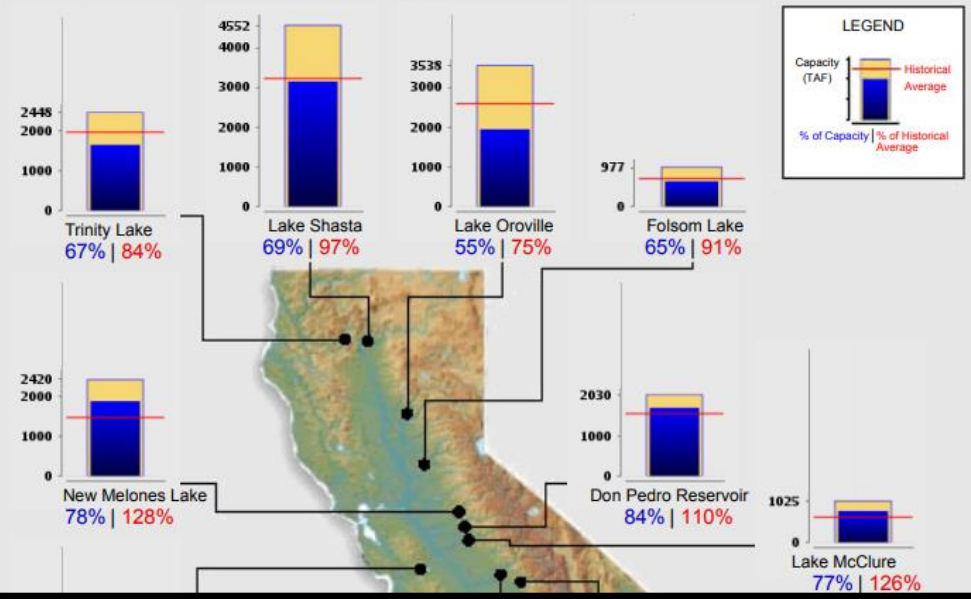 4552
4000
3000
2000
1000
0
Lake Shasta
69% | 97%
3538
3000
2000
1000
0
Lake Oroville
55% | 75%
2448
2000
1000
0
Trinity Lake
67% | 84%
977
0
Folsom Lake
65% | 91%
LEGEND
Capacity
(TAF)
Historical
Average
% of Capacity | % of Historical
Average
2420
2000
1000
0
New Melones Lake
78% | 128%
2030
1000
0
Don Pedro Reservoir
84% | 110%
1025
0
Lake McClure
77% | 126%